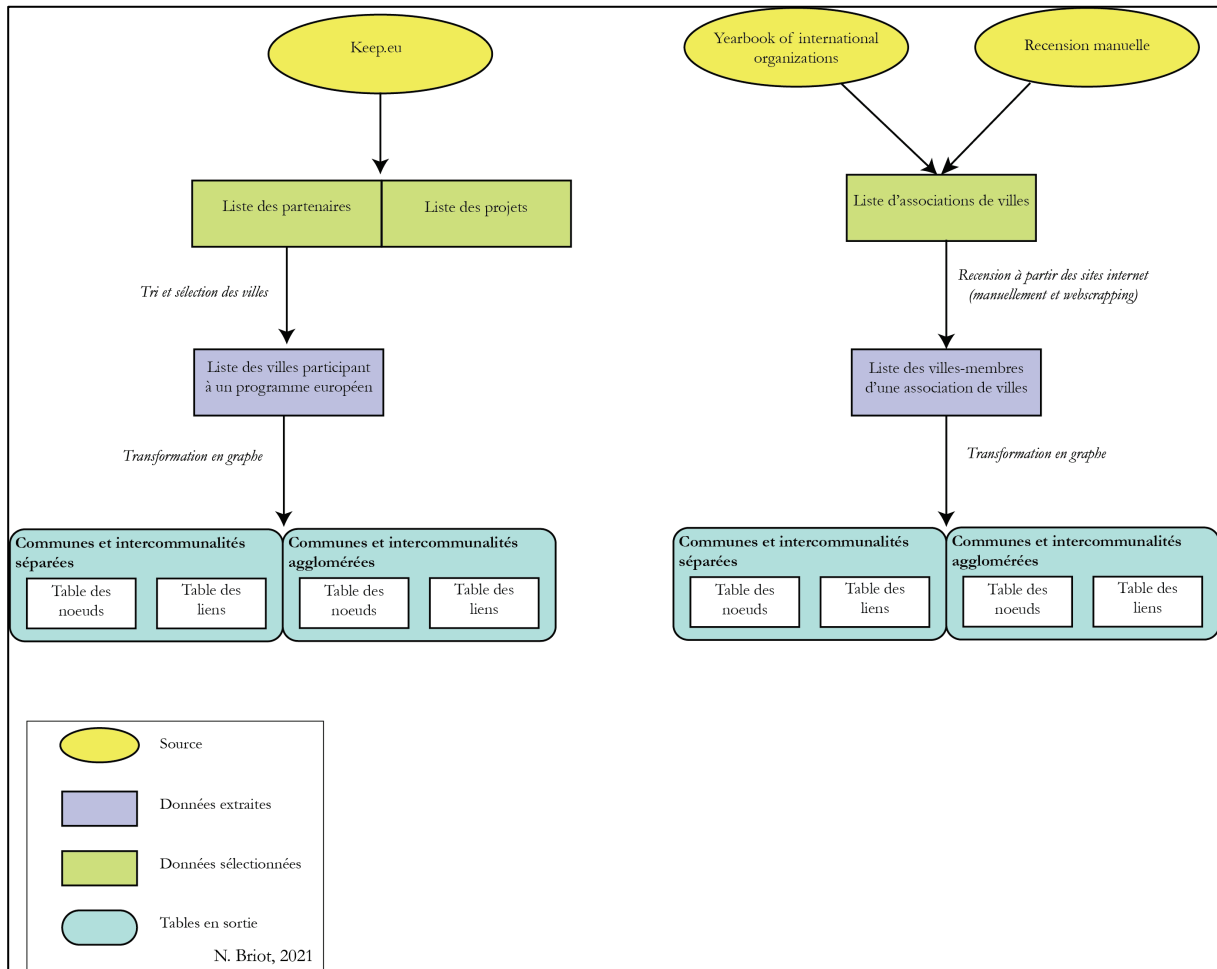 Keep.eu
Yearbook of international
organizations
Recension manuelle
Liste des partenaires
Liste des projets
Liste d'associations de villes
Tri et sélection des villes
Recension à partir des sites internet
(manuellement et webscrapping)
Liste des villes participant
à un programme européen
Liste des villes-membres
d'une association de villes
Transformation en graphe
Transformation en graphe
Communes et intercommunalités
séparées
Table des
noeuds
Table des
liens
Communes et intercommunalités
agglomérées
Table des
noeuds
Table des
liens
Communes et intercommunalités
séparées
Table des
noeuds
Table des
liens
Communes et intercommunalités
agglomérées
Table des
noeuds
Table des
liens
Source
Données extraites
Données sélectionnées
Tables en sortie
N. Briot, 2021